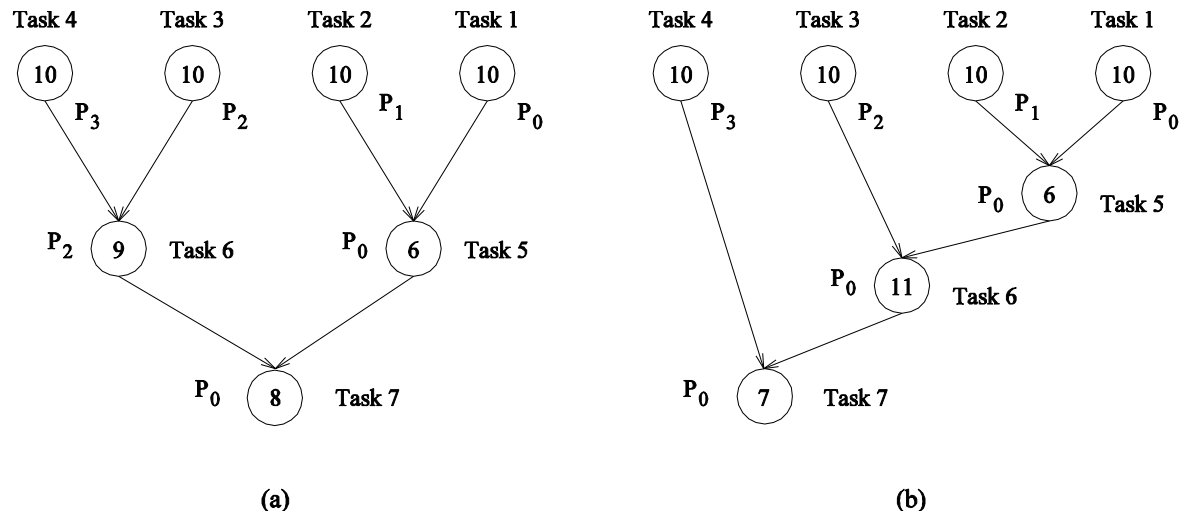 Task 4 Task 3 Task 2 Task 1 Task 4 Task 3 Task 2 Task 1
10 10 10 10 10 10 10 10
P3 P2 P1 P0 P3 P2 P1 P0
P0 6 Task 5
P2 9 Task 6 P0 6 Task 5
P0 11 Task 6
P0 8 Task 7 P0 7 Task 7
(a) (b)